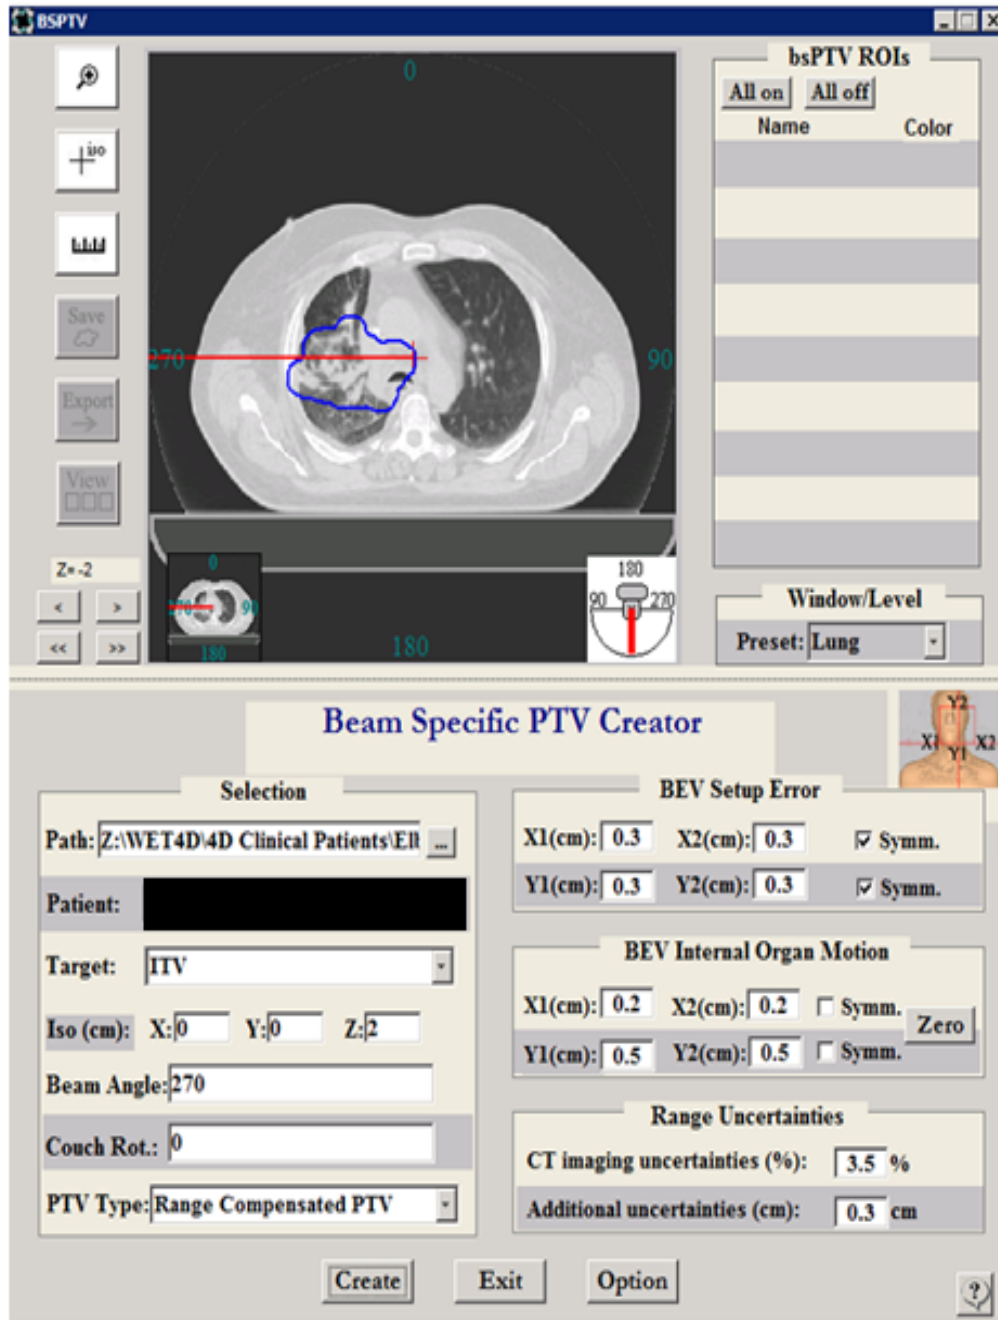 BSPTV
bsPTV ROIs
All on All off
Name Color
iso
Save
Export
View
0
270
90
180
Z= -2
< >
<< >>
0
270 90
180
180
90 270
Window/Level
Preset: Lung
Beam Specific PTV Creator
Y2
X1 X2
Y1
Selection
Path: Z:\WET4D\4D Clinical Patients\ ...
Patient:
Target: ITV
Iso (cm): X: 0 Y: 0 Z: 2
Beam Angle: 270
Couch Rot.: 0
PTV Type: Range Compensated PTV
BEV Setup Error
X1(cm): 0.3 X2(cm): 0.3 Symm.
Y1(cm): 0.3 Y2(cm): 0.3 Symm.
BEV Internal Organ Motion
X1(cm): 0.2 X2(cm): 0.2 Symm.
Zero
Y1(cm): 0.5 Y2(cm): 0.5 Symm.
Range Uncertainties
CT imaging uncertainties (%): 3.5 %
Additional uncertainties (cm): 0.3 cm
Create Exit Option
?